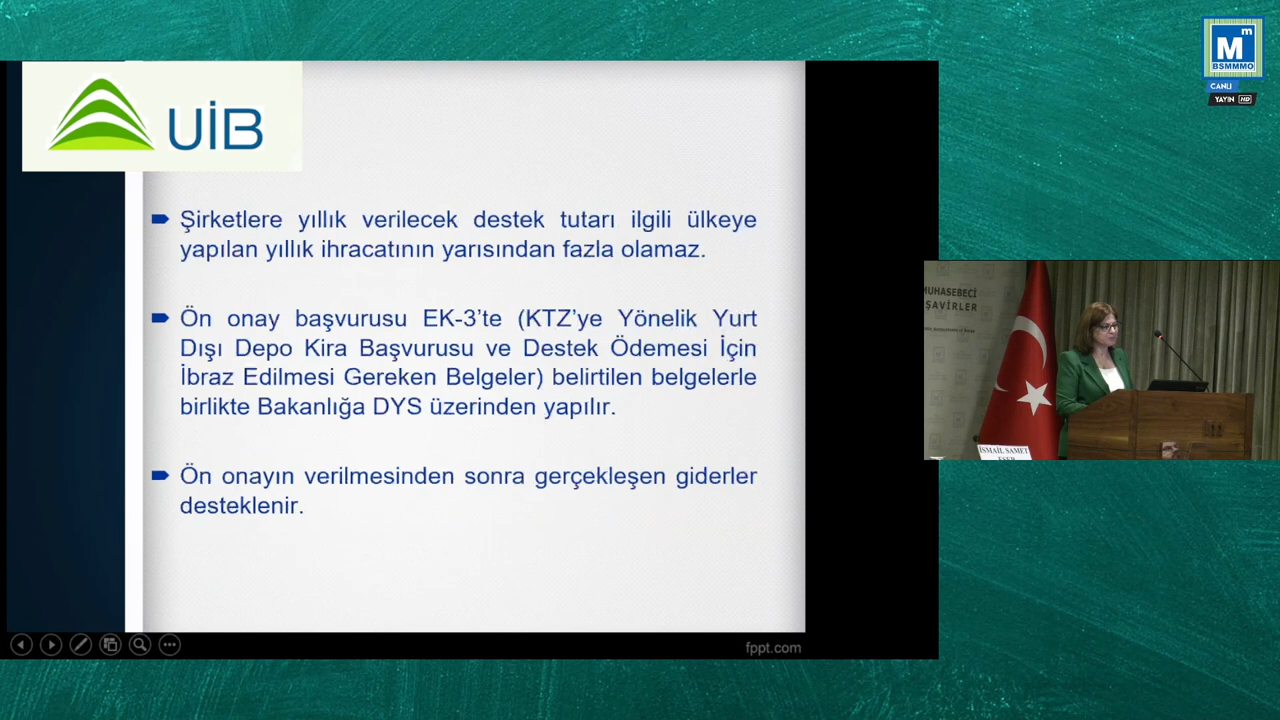 Mm
BSMMMO
CANLI
YAYIN HD
UİB
Şirketlere yıllık verilecek destek tutarı ilgili ülkeye
yapılan yıllık ihracatının yarısından fazla olamaz.
Ön onay başvurusu EK-3’te (KTZ’ye Yönelik Yurt
Dışı Depo Kira Başvurusu ve Destek Ödemesi İçin
İbraz Edilmesi Gereken Belgeler) belirtilen belgelerle
birlikte Bakanlığa DYS üzerinden yapılır.
Ön onayın verilmesinden sonra gerçekleşen giderler
desteklenir.
fppt.com
MUHASEBECİ
İSMAİL SAMET